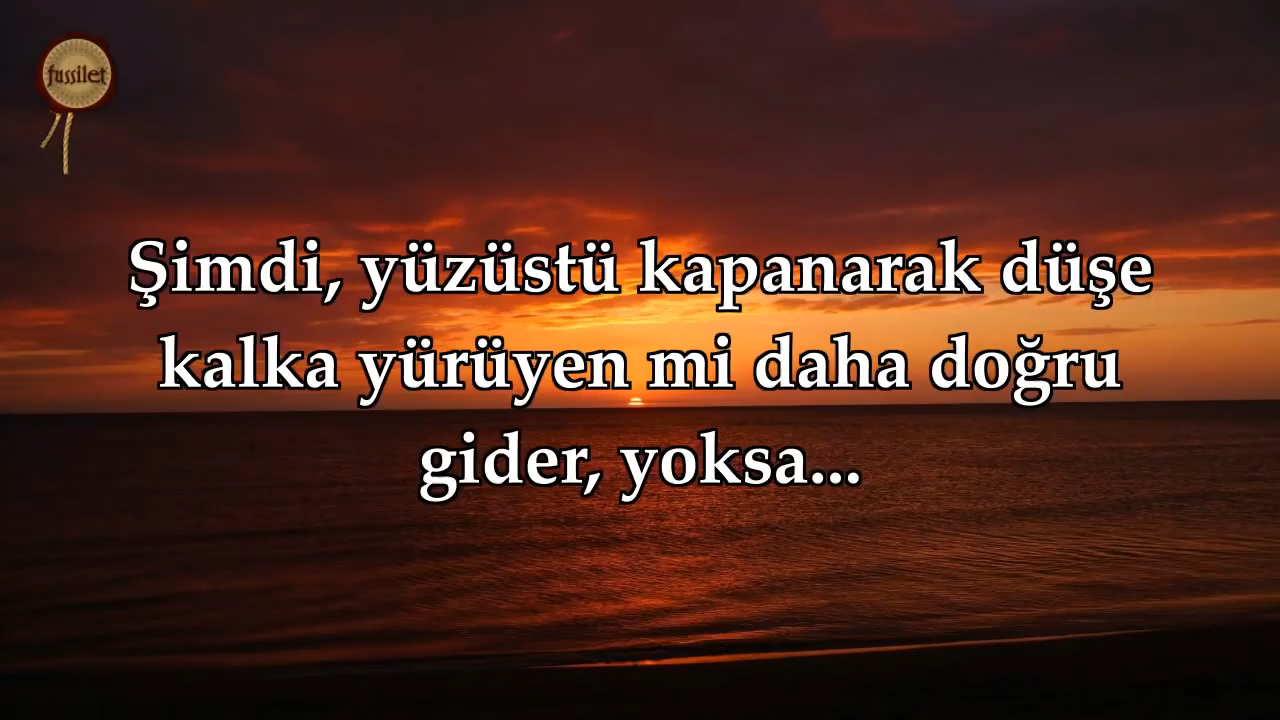 fussilet
Şimdi, yüzüstü kapanarak düşe
kalka yürüyen mi daha doğru
gider, yoksa...